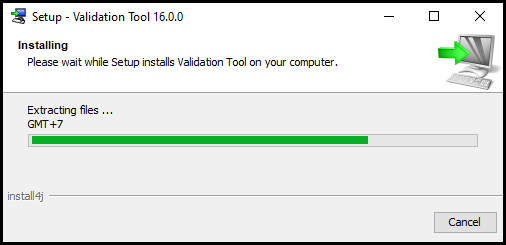 Setup - Validation Tool 16.0.0
Installing
Please wait while Setup installs Validation Tool on your computer.
Extracting files ...
GMT+7
install4j
Cancel